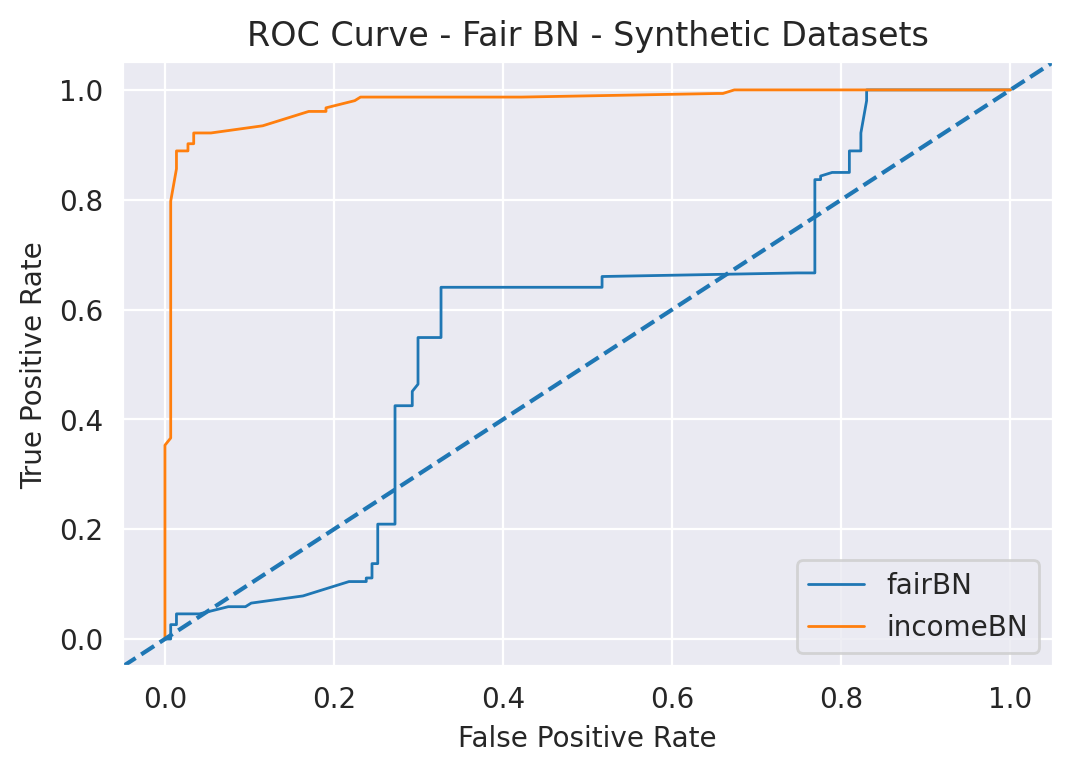 ROC Curve - Fair BN - Synthetic Datasets
1.0
0.8
0.6
0.4
0.2
0.0
True Positive Rate
fairBN
incomeBN
0.0 0.2 0.4 0.6 0.8 1.0
False Positive Rate